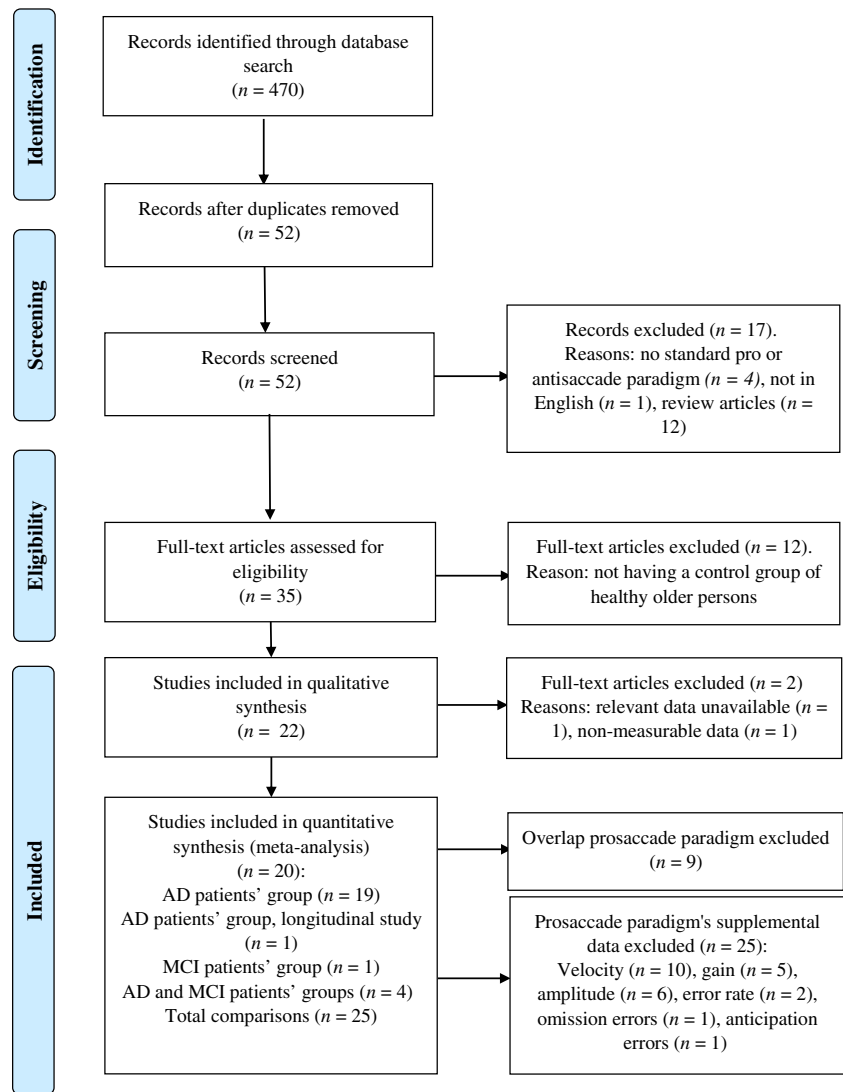 Identification
Records identified through database
search
(n = 470)
Records after duplicates removed
(n = 52)
Screening
Records screened
(n = 52)
Records excluded (n = 17).
Reasons: no standard pro or
antisaccade paradigm (n = 4), not in
English (n = 1), review articles (n =
12)
Eligibility
Full-text articles assessed for
eligibility
(n = 35)
Full-text articles excluded (n = 12).
Reason: not having a control group of
healthy older persons
Included
Studies included in qualitative
synthesis
(n = 22)
Full-text articles excluded (n = 2)
Reasons: relevant data unavailable (n =
1), non-measurable data (n = 1)
Studies included in quantitative
synthesis (meta-analysis)
(n = 20):
AD patients’ group (n = 19)
AD patients’ group, longitudinal study
(n = 1)
MCI patients’ group (n = 1)
AD and MCI patients’ groups (n = 4)
Total comparisons (n = 25)
Overlap prosaccade paradigm excluded
(n = 9)
Prosaccade paradigm's supplemental
data excluded (n = 25):
Velocity (n = 10), gain (n = 5),
amplitude (n = 6), error rate (n = 2),
omission errors (n = 1), anticipation
errors (n = 1)